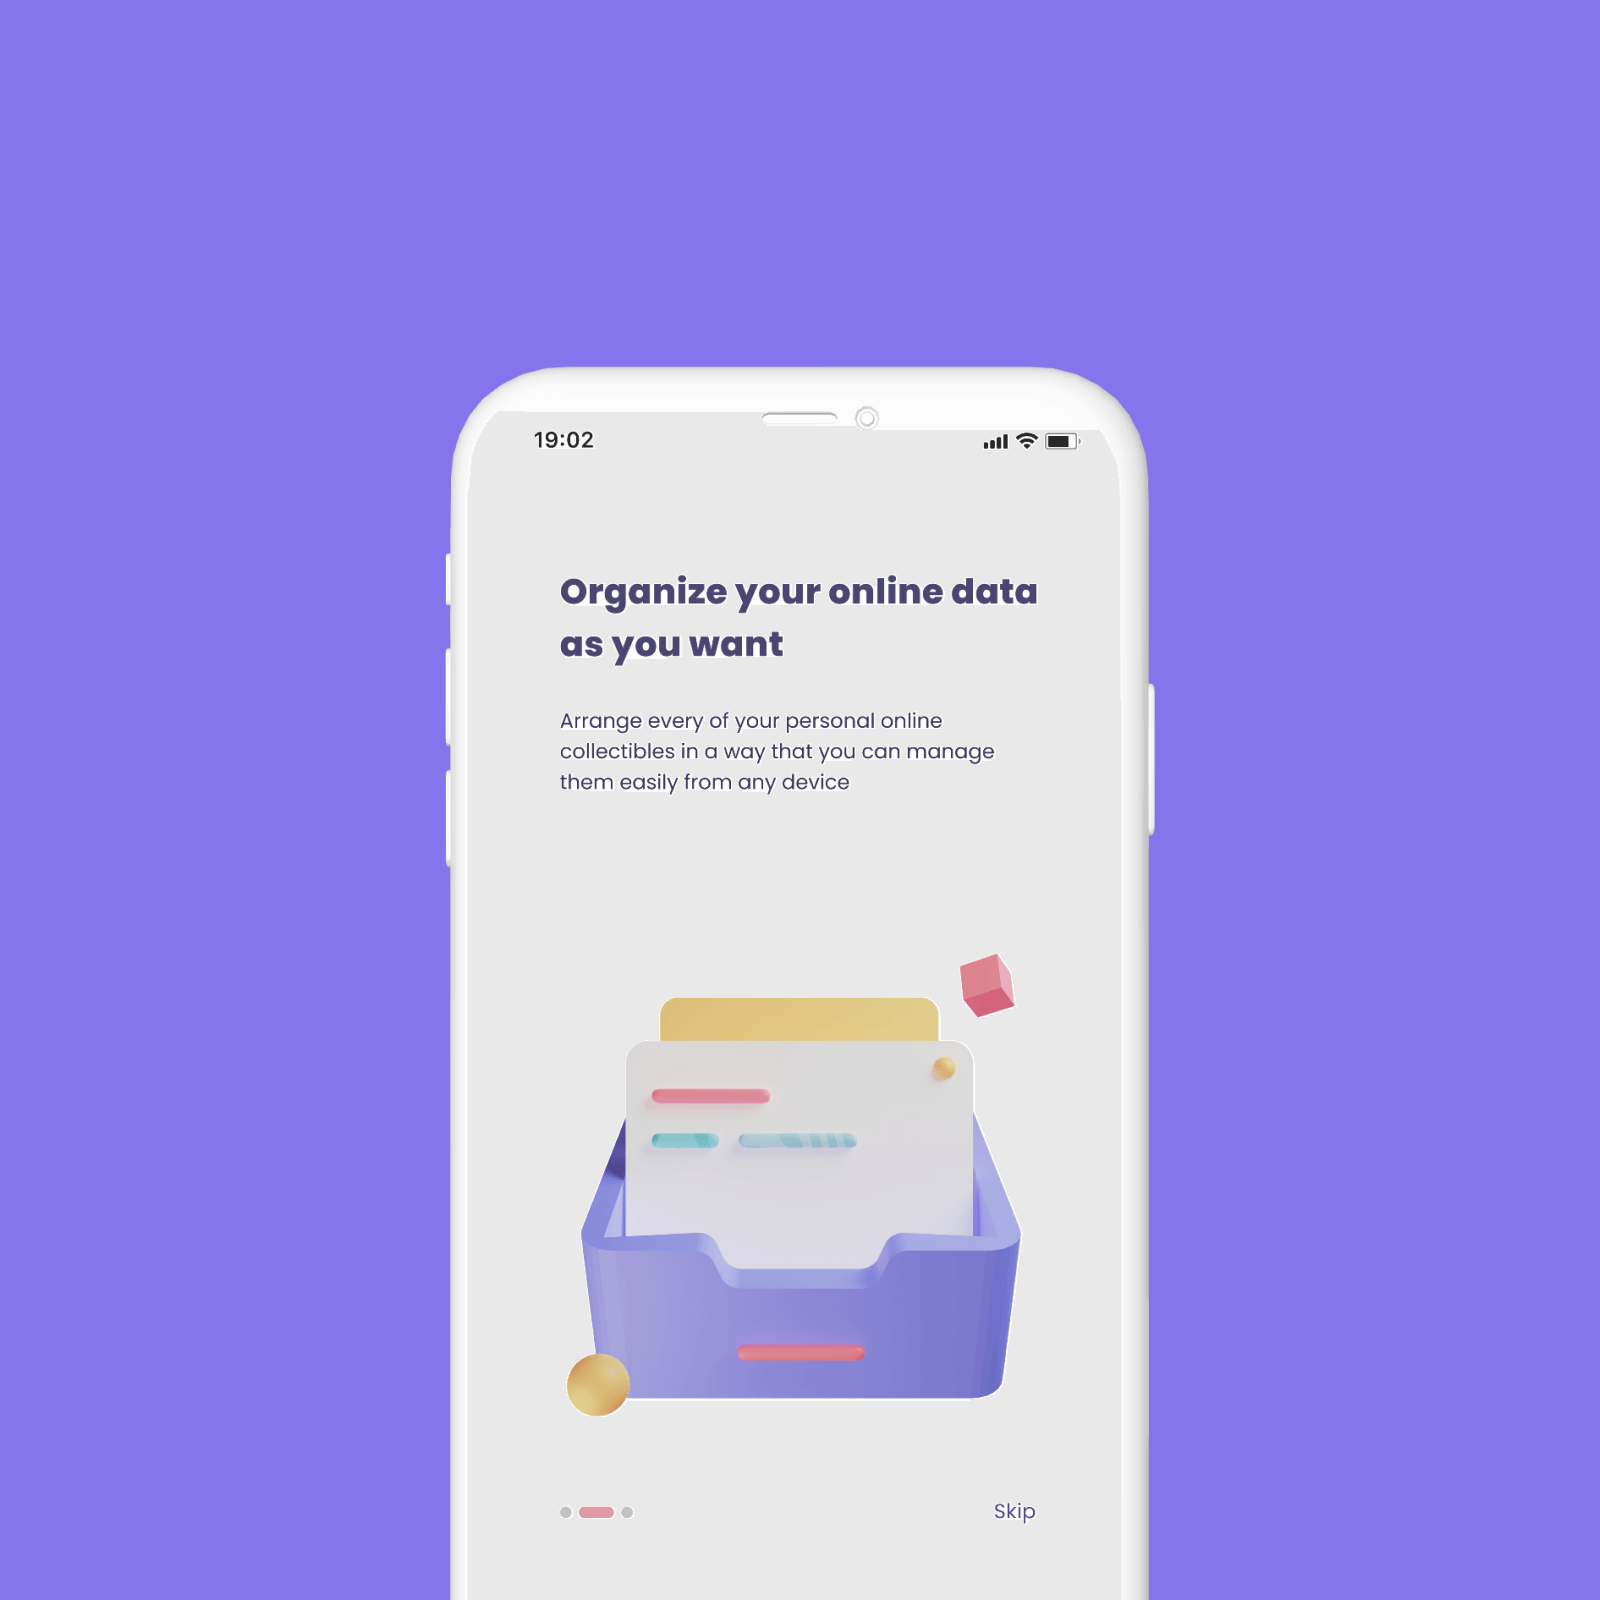 19:02
Organize your online data
as you want
Arrange every of your personal online
collectibles in a way that you can manage
them easily from any device
Skip